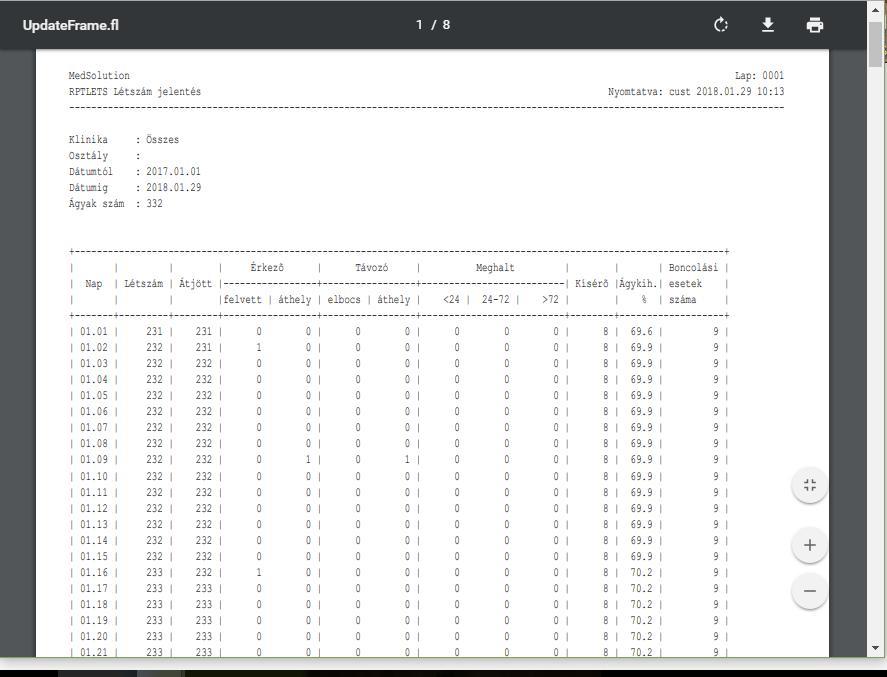 UpdateFrame.fl 1 / 8
MedSolution Lap: 0001
RPTLETS Létszám jelentés Nyomtatva: cust 2018.01.29 10:13
Klinika : Összes
Osztály :
Dátumtól : 2017.01.01
Dátumig : 2018.01.29
Ágyak szám : 332
| | | | Érkező | Távozó | Meghalt | | | Boncolási |
| Nap | Létszám | Átjött | Kísérő |Ágykih.| esetek |
| | | |felvett | áthely | elbocs | áthely | <24 | 24-72 | >72 | | % | száma |
| 01.01 | 231 | 231 | 0 0 | 0 0 | 0 0 0 | 8 | 69.6 | 9 |
| 01.02 | 232 | 231 | 1 0 | 0 0 | 0 0 0 | 8 | 69.9 | 9 |
| 01.03 | 232 | 232 | 0 0 | 0 0 | 0 0 0 | 8 | 69.9 | 9 |
| 01.04 | 232 | 232 | 0 0 | 0 0 | 0 0 0 | 8 | 69.9 | 9 |
| 01.05 | 232 | 232 | 0 0 | 0 0 | 0 0 0 | 8 | 69.9 | 9 |
| 01.06 | 232 | 232 | 0 0 | 0 0 | 0 0 0 | 8 | 69.9 | 9 |
| 01.07 | 232 | 232 | 0 0 | 0 0 | 0 0 0 | 8 | 69.9 | 9 |
| 01.08 | 232 | 232 | 0 0 | 0 0 | 0 0 0 | 8 | 69.9 | 9 |
| 01.09 | 232 | 232 | 0 1 | 0 1 | 0 0 0 | 8 | 69.9 | 9 |
| 01.10 | 232 | 232 | 0 0 | 0 0 | 0 0 0 | 8 | 69.9 | 9 |
| 01.11 | 232 | 232 | 0 0 | 0 0 | 0 0 0 | 8 | 69.9 | 9 |
| 01.12 | 232 | 232 | 0 0 | 0 0 | 0 0 0 | 8 | 69.9 | 9 |
| 01.13 | 232 | 232 | 0 0 | 0 0 | 0 0 0 | 8 | 69.9 | 9 |
| 01.14 | 232 | 232 | 0 0 | 0 0 | 0 0 0 | 8 | 69.9 | 9 |
| 01.15 | 232 | 232 | 0 0 | 0 0 | 0 0 0 | 8 | 69.9 | 9 |
| 01.16 | 233 | 232 | 1 0 | 0 0 | 0 0 0 | 8 | 70.2 | 9 |
| 01.17 | 233 | 233 | 0 0 | 0 0 | 0 0 0 | 8 | 70.2 | 9 |
| 01.18 | 233 | 233 | 0 0 | 0 0 | 0 0 0 | 8 | 70.2 | 9 |
| 01.19 | 233 | 233 | 0 0 | 0 0 | 0 0 0 | 8 | 70.2 | 9 |
| 01.20 | 233 | 233 | 0 0 | 0 0 | 0 0 0 | 8 | 70.2 | 9 |
| 01.21 | 233 | 233 | 0 0 | 0 0 | 0 0 0 | 8 | 70.2 | 9 |